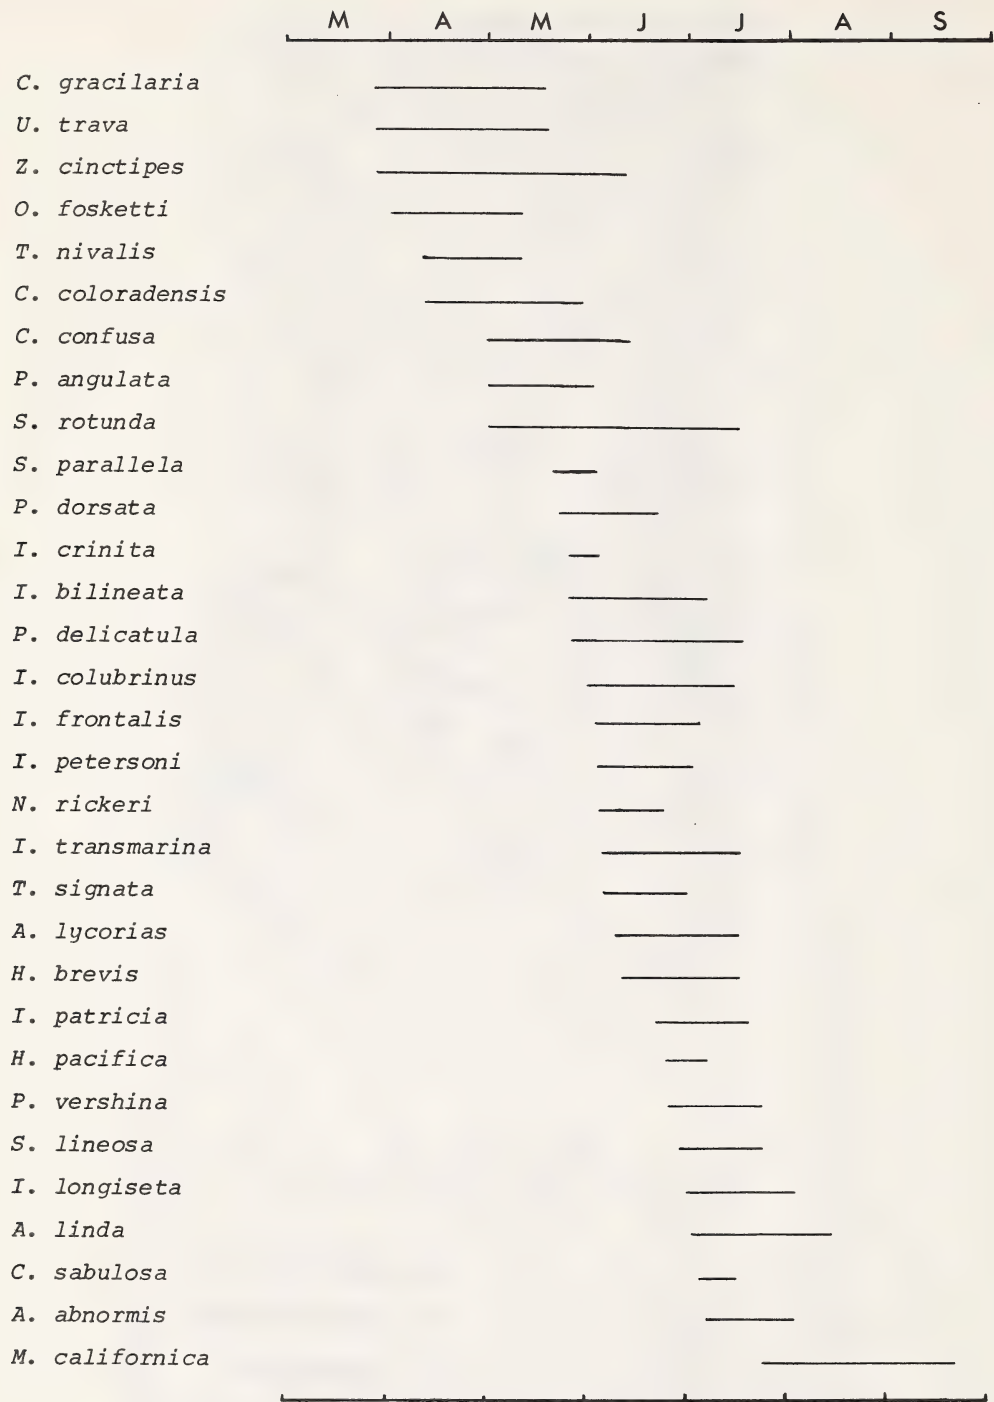 M A M J J A S
C. gracilaria
U. trava
Z. cinctipes
O. fosketti
T. nivalis
C. coloradensis
C. confusa
P. angulata
S. rotunda
S. parallela
P. dorsata
I. crinita
I. bilineata
P. delicatula
I. colubrinus
I. frontalis
I. petersoni
N. rickeri
I. transmarina
T. signata
A. lycorias
H. brevis
I. patricia
H. pacifica
P. vershina
S. lineosa
I. longiseta
A. linda
C. sabulosa
A. abnormis
M. californica